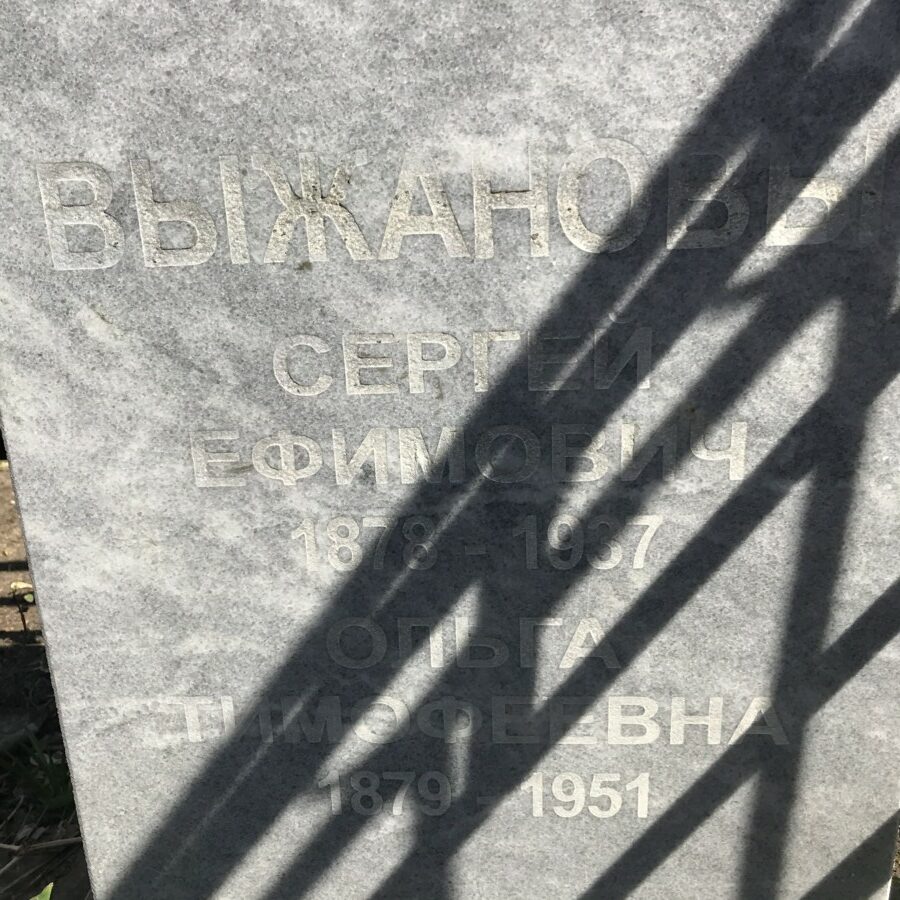 ВЫЖАНОВЫ
СЕРГЕЙ
ЕФИМОВИЧ
1878 - 1937
ОЛЬГА
ТИМОФЕЕВНА
1879 - 1951